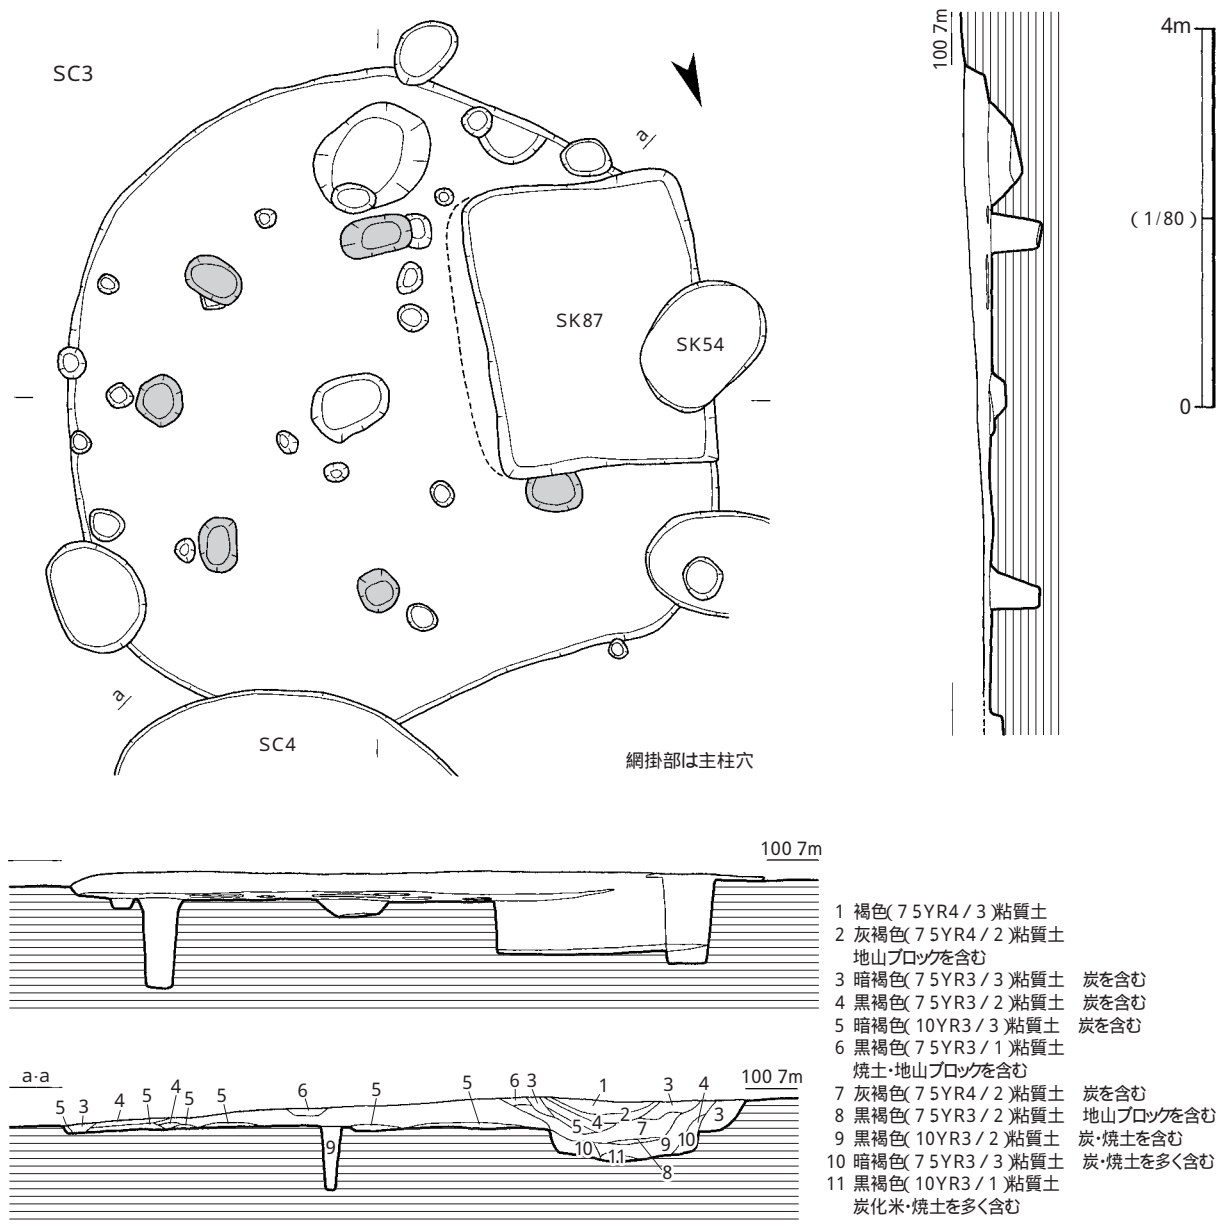 SC3
a
SK87
SK54
a
SC4
網掛部は主柱穴
100 7m
4m
( 1/80 )
0
100 7m
a-a
100 7m
5 3 4 5 4 5 5 6 5 5 6 3 1 3 4
5 4 2 7 3
9 10 11 9 10 8
1 褐色( 7 5YR4 / 3 )粘質土
2 灰褐色( 7 5YR4 / 2 )粘質土
地山ブロックを含む
3 暗褐色( 7 5YR3 / 3 )粘質土 炭を含む
4 黒褐色( 7 5YR3 / 2 )粘質土 炭を含む
5 暗褐色( 10YR3 / 3 )粘質土 炭を含む
6 黒褐色( 7 5YR3 / 1 )粘質土
焼土・地山ブロックを含む
7 灰褐色( 7 5YR4 / 2 )粘質土 炭を含む
8 黒褐色( 7 5YR3 / 2 )粘質土 地山ブロックを含む
9 黒褐色( 10YR3 / 2 )粘質土 炭・焼土を含む
10 暗褐色( 7 5YR3 / 3 )粘質土 炭・焼土を多く含む
11 黒褐色( 10YR3 / 1 )粘質土
炭化米・焼土を多く含む